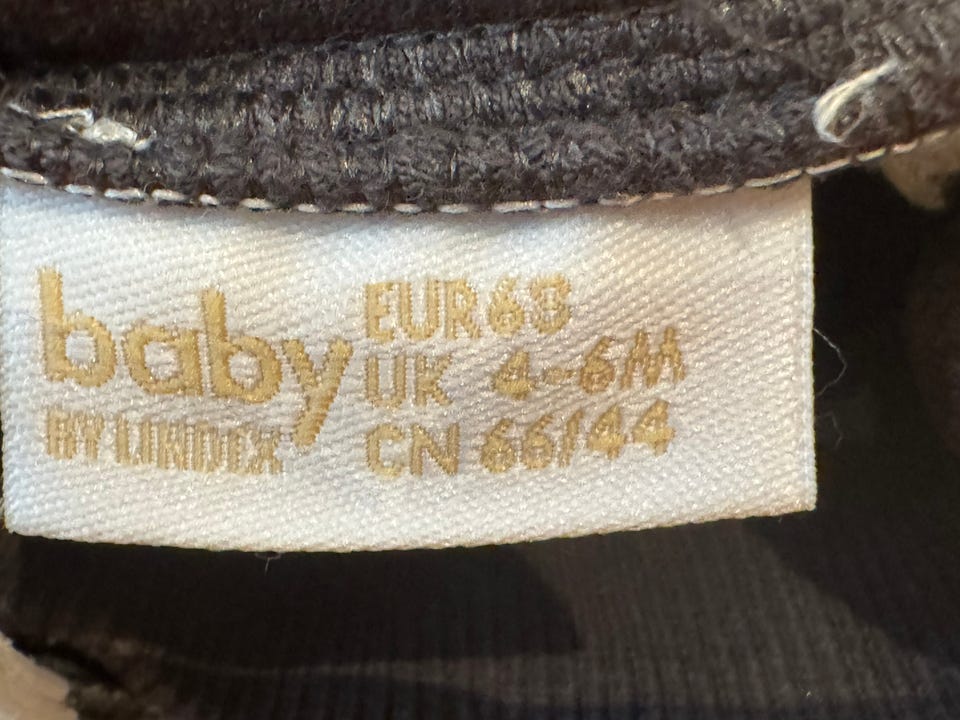 baby
BY LINDEX
EUR 68
UK 4-6M
CN 66/44